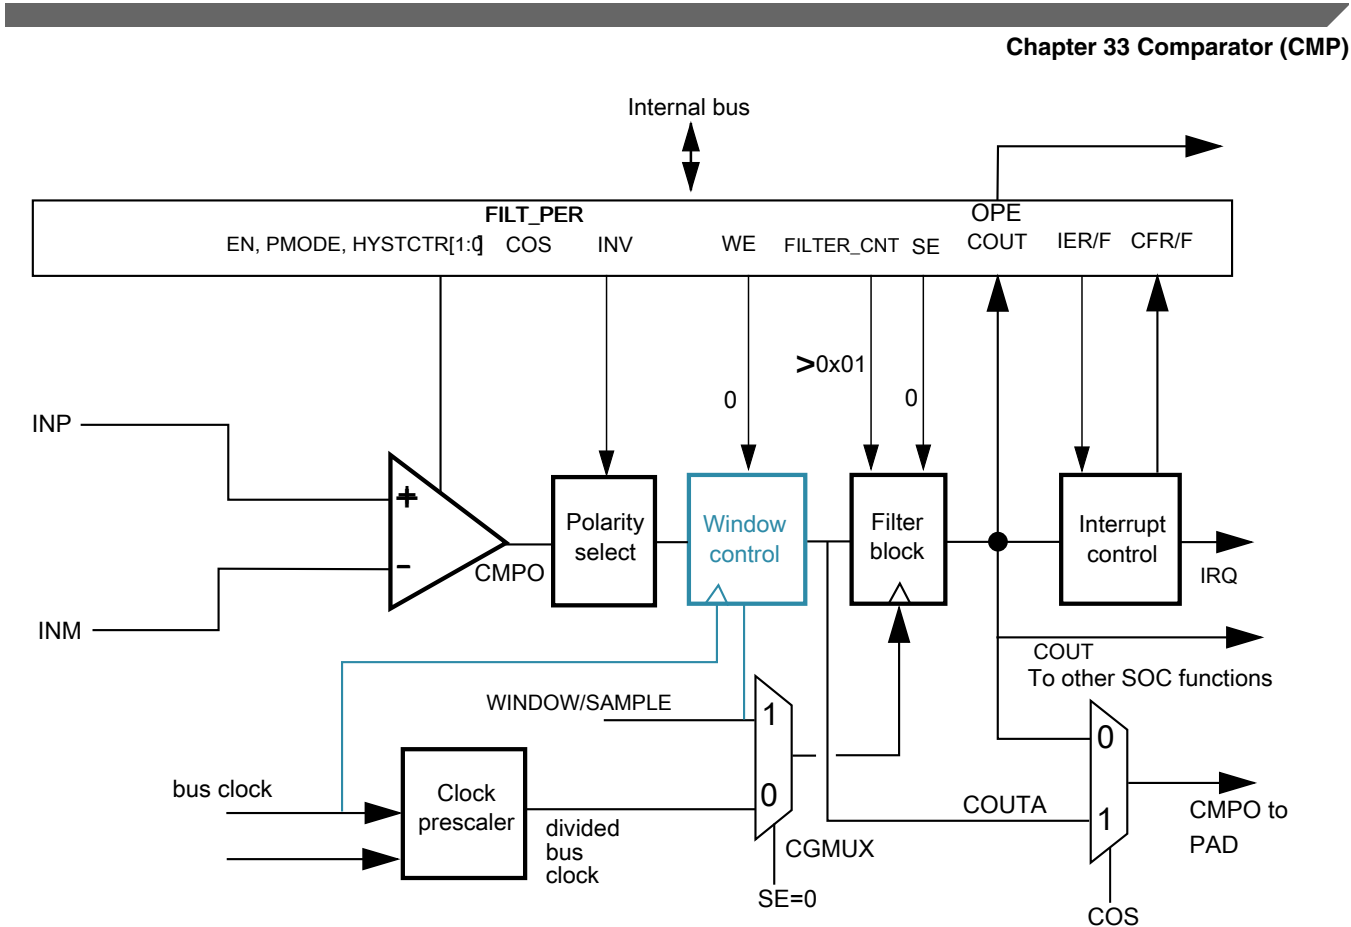 Chapter 33 Comparator (CMP)
Internal bus
FILT_PER
OPE
EN, PMODE, HYSTCTR[1:0]
COS
INV
WE
FILTER_CNT
SE
COUT
IER/F
CFR/F
>0x01
0
0
INP
+
Polarity
select
Window
control
Filter
block
Interrupt
control
-
CMPO
IRQ
INM
COUT
To other SOC functions
WINDOW/SAMPLE
1
0
bus clock
Clock
prescaler
0
COUTA
CMPO to
PAD
1
divided
bus
clock
CGMUX
SE=0
COS